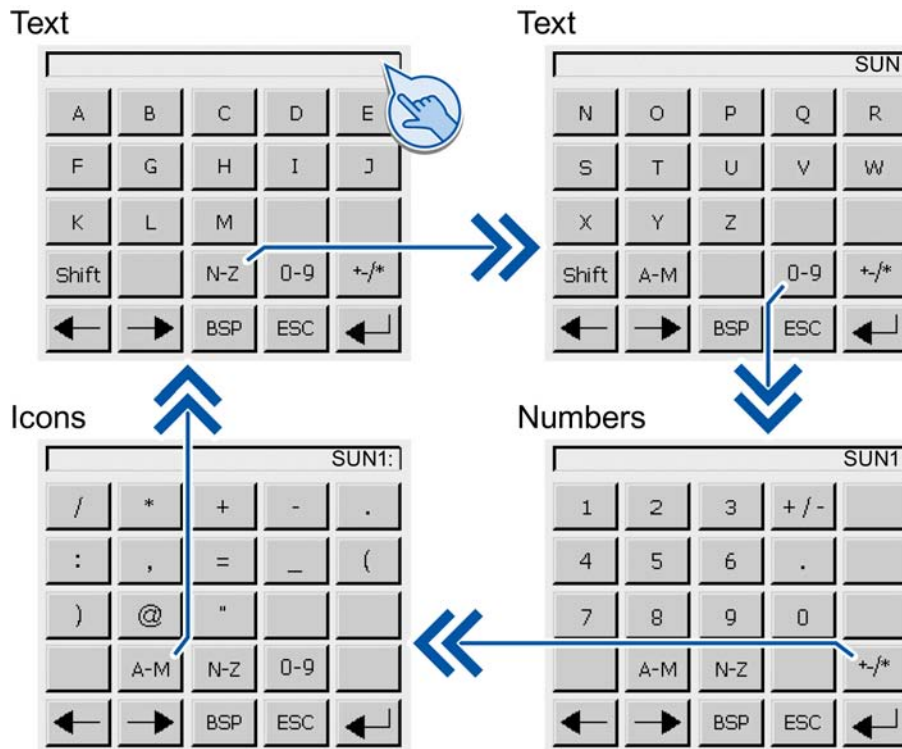 Text
A B C D E
F G H I J
K L M
Shift N-Z 0-9 +-/*
BSP ESC
Text
SUN
N O P Q R
S T U V W
X Y Z
Shift A-M 0-9 +-/*
BSP ESC
Icons
SUN1:
/ * + - .
: , = _ (
) @ "
A-M N-Z 0-9
BSP ESC
Numbers
SUN1
1 2 3 +/-
4 5 6 .
7 8 9 0
A-M N-Z +-/*
BSP ESC